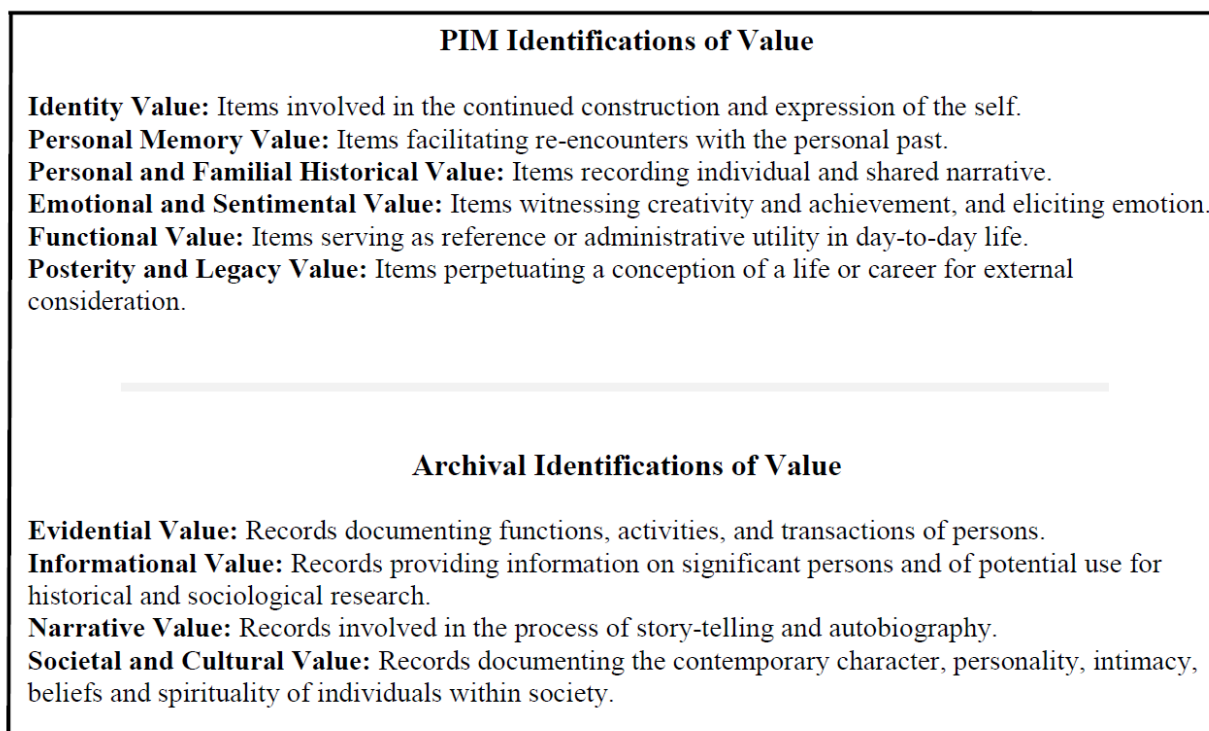 PIM Identifications of Value
Identity Value: Items involved in the continued construction and expression of the self.
Personal Memory Value: Items facilitating re-encounters with the personal past.
Personal and Familial Historical Value: Items recording individual and shared narrative.
Emotional and Sentimental Value: Items witnessing creativity and achievement, and eliciting emotion.
Functional Value: Items serving as reference or administrative utility in day-to-day life.
Posterity and Legacy Value: Items perpetuating a conception of a life or career for external
consideration.
Archival Identifications of Value
Evidential Value: Records documenting functions, activities, and transactions of persons.
Informational Value: Records providing information on significant persons and of potential use for
historical and sociological research.
Narrative Value: Records involved in the process of story-telling and autobiography.
Societal and Cultural Value: Records documenting the contemporary character, personality, intimacy,
beliefs and spirituality of individuals within society.